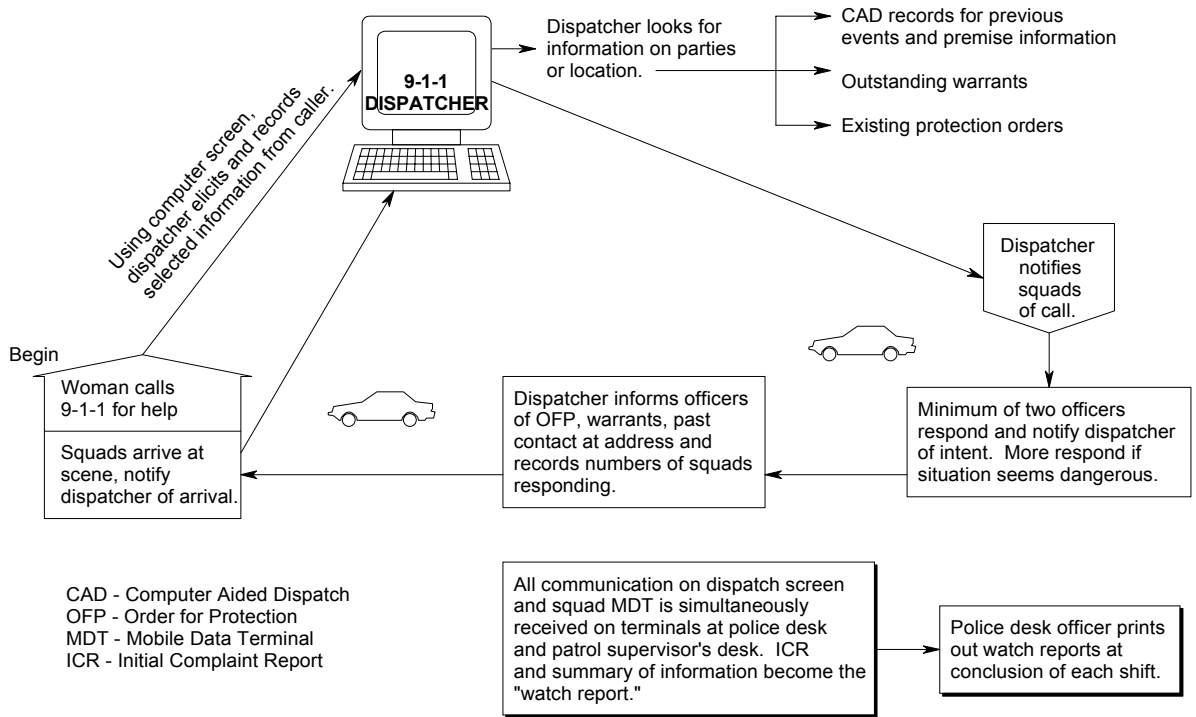 Begin
Woman calls
9-1-1 for help
Using computer screen,
dispatcher elicits and records
selected information from caller.
9-1-1
DISPATCHER
Dispatcher looks for
information on parties
or location.
CAD records for previous
events and premise information
Outstanding warrants
Existing protection orders
Dispatcher
notifies
squads
of call.
Minimum of two officers
respond and notify dispatcher
of intent. More respond if
situation seems dangerous.
Dispatcher informs officers
of OFP, warrants, past
contact at address and
records numbers of squads
responding.
Squads arrive at
scene, notify
dispatcher of arrival.
CAD - Computer Aided Dispatch
OFP - Order for Protection
MDT - Mobile Data Terminal
ICR - Initial Complaint Report
All communication on dispatch screen
and squad MDT is simultaneously
received on terminals at police desk
and patrol supervisor's desk. ICR
and summary of information become the
"watch report."
Police desk officer prints
out watch reports at
conclusion of each shift.